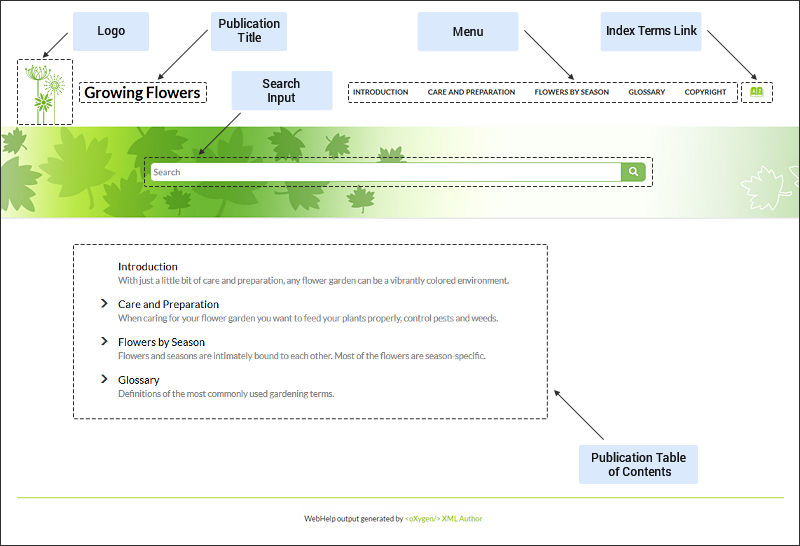 Logo
Publication
Title
Menu
Index Terms Link
Search
Input
Growing Flowers
INTRODUCTION CARE AND PREPARATION FLOWERS BY SEASON GLOSSARY COPYRIGHT
Search
Introduction
With just a little bit of care and preparation, any flower garden can be a vibrantly colored environment.
Care and Preparation
When caring for your flower garden you want to feed your plants properly, control pests and weeds.
Flowers by Season
Flowers and seasons are intimately bound to each other. Most of the flowers are season-specific.
Glossary
Definitions of the most commonly used gardening terms.
Publication Table
of Contents
WebHelp output generated by <oXygen/> XML Author